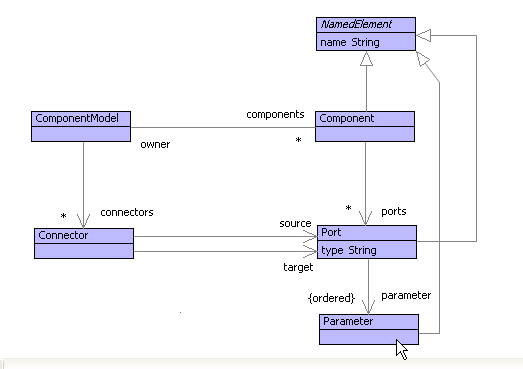 NamedElement
name String
ComponentModel
components
Component
owner
*
* connectors
* ports
Connector
source
Port
type String
target
{ordered}
parameter
Parameter